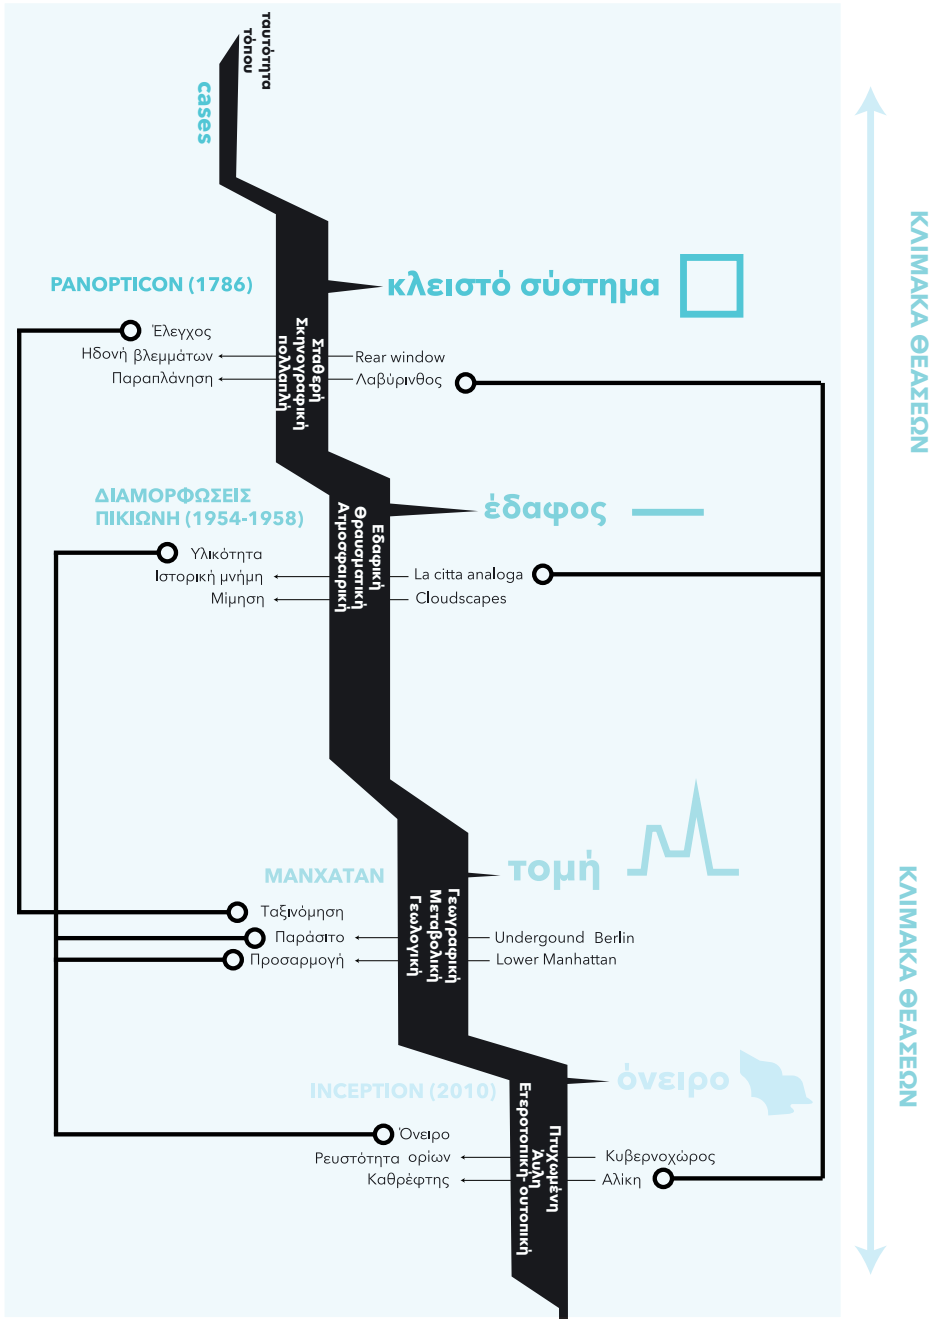 ταυτότητα
τόπου
cases
PANOPTICON (1786)
κλειστό σύστημα
Έλεγχος
Ηδονή βλεμμάτων
Παραπλάνηση
Σταθερή
Σκηνογραφική
πολλαπλή
Rear window
Λαβύρινθος
ΔΙΑΜΟΡΦΩΣΕΙΣ
ΠΙΚΙΩΝΗ (1954-1958)
έδαφος
Υλικότητα
Ιστορική μνήμη
Μίμηση
Εδαφική
Θραυσματική
Ατμοσφαιρική
La citta analoga
Cloudscapes
ΜΑΝΧΑΤΑΝ
τομή
Ταξινόμηση
Παράσιτο
Προσαρμογή
Γεωγραφική
Μεταβολική
Γεωλογική
Undergound Berlin
Lower Manhattan
INCEPTION (2010)
όνειρο
Όνειρο
Ρευστότητα ορίων
Καθρέφτης
Πτυχωμένη
Άυλη
Ετεροτοπική- ουτοπική
Κυβερνοχώρος
Αλίκη
ΚΛΙΜΑΚΑ ΘΕΑΣΕΩΝ
ΚΛΙΜΑΚΑ ΘΕΑΣΕΩΝ